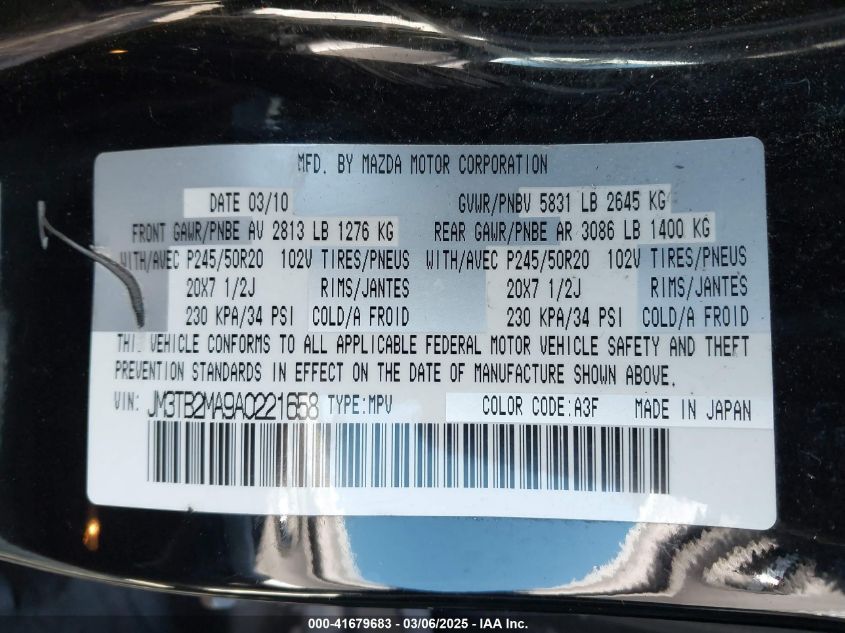 MFD. BY MAZDA MOTOR CORPORATION
DATE 03/10 GVWR/PNBV 5831 LB 2645 KG
FRONT GAWR/PNBE AV 2813 LB 1276 KG REAR GAWR/PNBE AR 3086 LB 1400 KG
WITH/AVEC P245/50R20 102V TIRES/PNEUS WITH/AVEC P245/50R20 102V TIRES/PNEUS
20X7 1/2J RIMS/JANTES 20X7 1/2J RIMS/JANTES
230 KPA/34 PSI COLD/A FROID 230 KPA/34 PSI COLD/A FROID
THIS VEHICLE CONFORMS TO ALL APPLICABLE FEDERAL MOTOR VEHICLE SAFETY AND THEFT
PREVENTION STANDARDS IN EFFECT ON THE DATE OF MANUFACTURE SHOWN ABOVE.
VIN: JM3TB2MA9A0221658 TYPE:MPV COLOR CODE:A3F MADE IN JAPAN
000-41679683 - 03/06/2025 - IAA Inc.